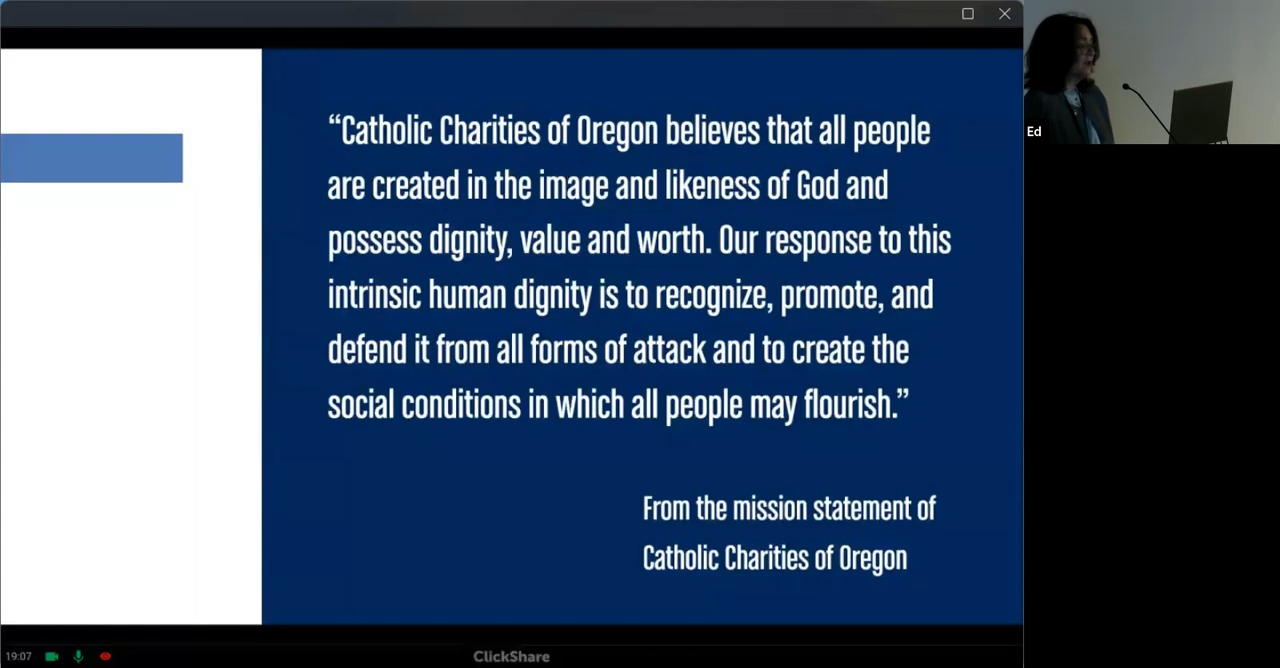 “Catholic Charities of Oregon believes that all people
are created in the image and likeness of God and
possess dignity, value and worth. Our response to this
intrinsic human dignity is to recognize, promote, and
defend it from all forms of attack and to create the
social conditions in which all people may flourish.”
From the mission statement of
Catholic Charities of Oregon
Ed
19:07
ClickShare